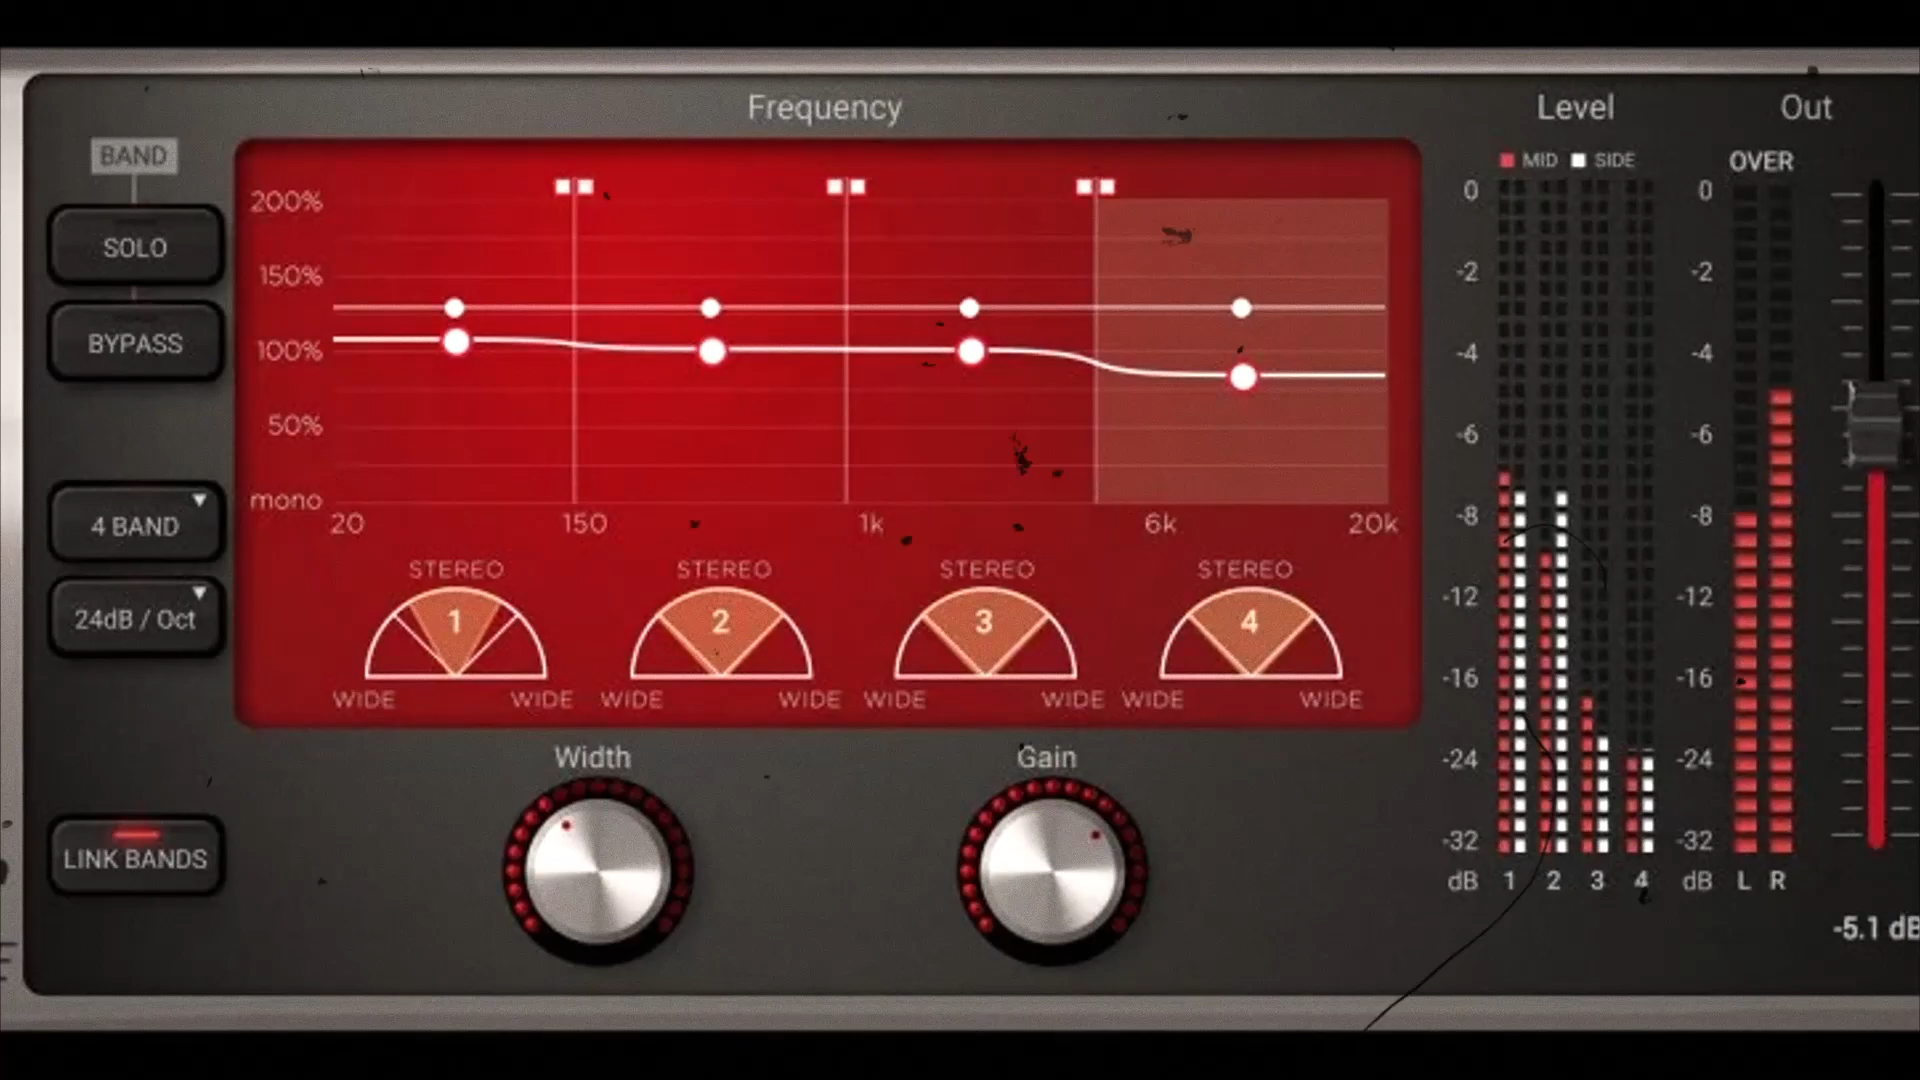 Frequency
Level
Out
BAND
MID
SIDE
OVER
SOLO
BYPASS
4 BAND
24dB / Oct
LINK BANDS
200%
150%
100%
50%
mono
20
150
1k
6k
20k
STEREO
STEREO
STEREO
STEREO
1
2
3
4
WIDE
WIDE
WIDE
WIDE
WIDE
WIDE
WIDE
WIDE
Width
Gain
0
-2
-4
-6
-8
-12
-16
-24
-32
dB
1
2
3
4
0
-2
-4
-6
-8
-12
-16
-24
-32
dB
L
R
-5.1 dB